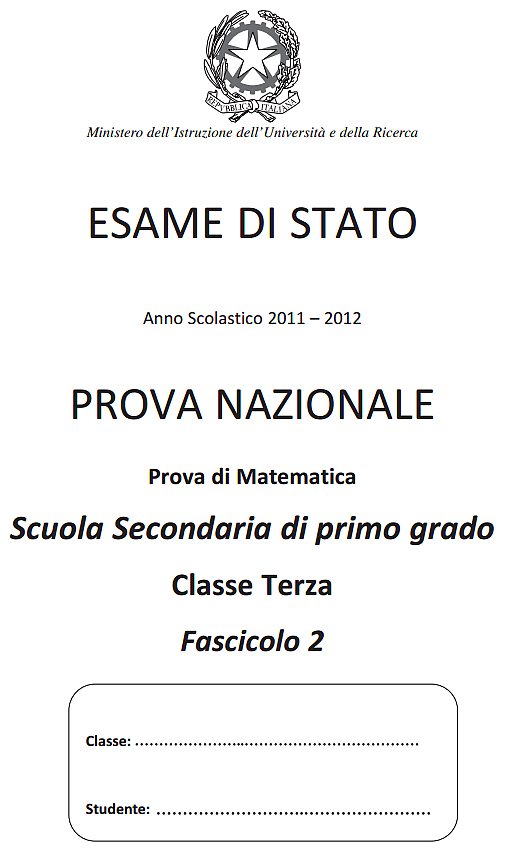 REPVBBLICA ITALIANA
Ministero dell'Istruzione dell'Università e della Ricerca
ESAME DI STATO
Anno Scolastico 2011 – 2012
PROVA NAZIONALE
Prova di Matematica
Scuola Secondaria di primo grado
Classe Terza
Fascicolo 2
Classe: ..........................................................
Studente: ........................................................